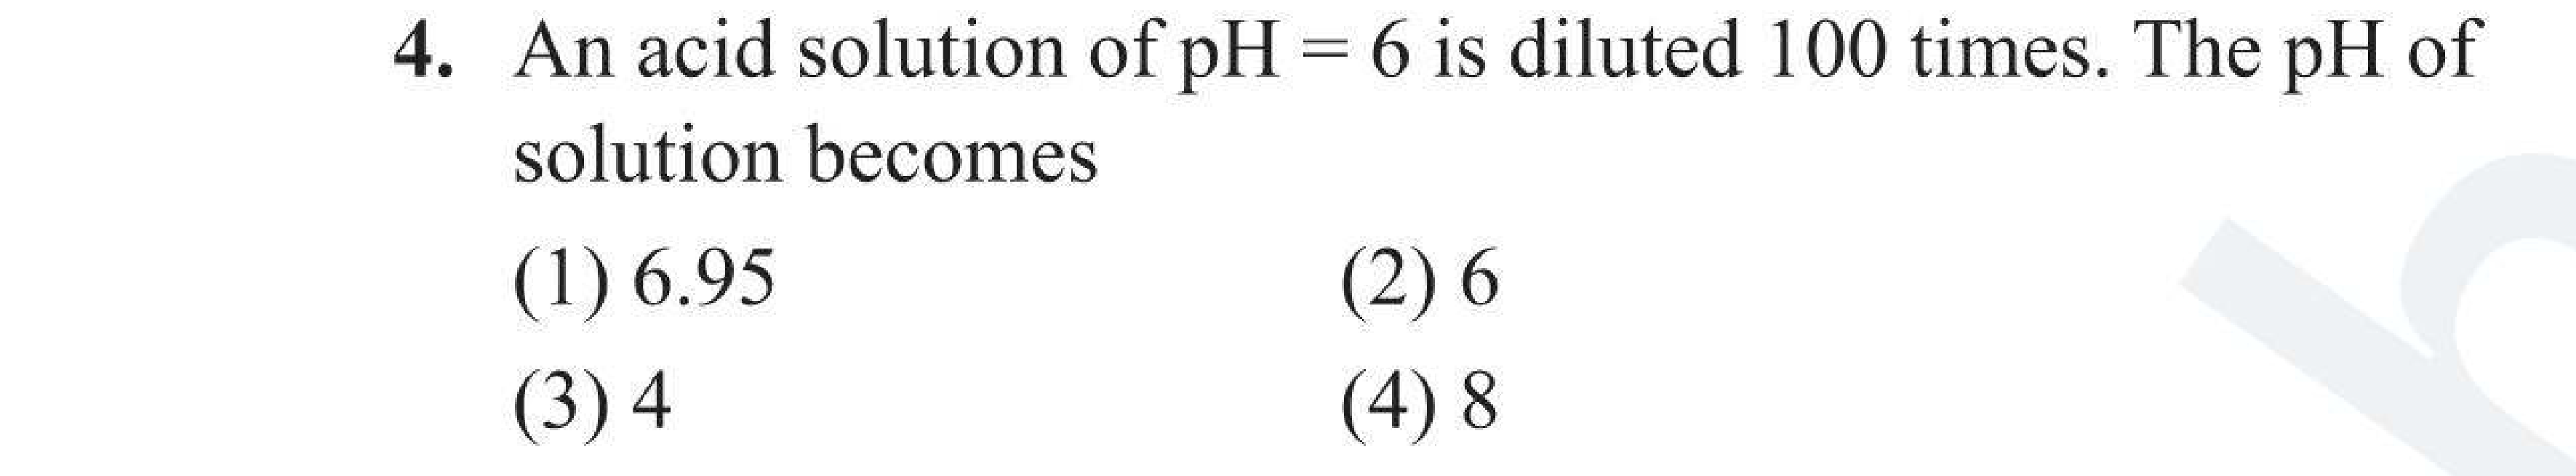 4. An acid solution of pH = 6 is diluted 100 times. The pH of
solution becomes
(1) 6.95 (2) 6
(3) 4 (4) 8